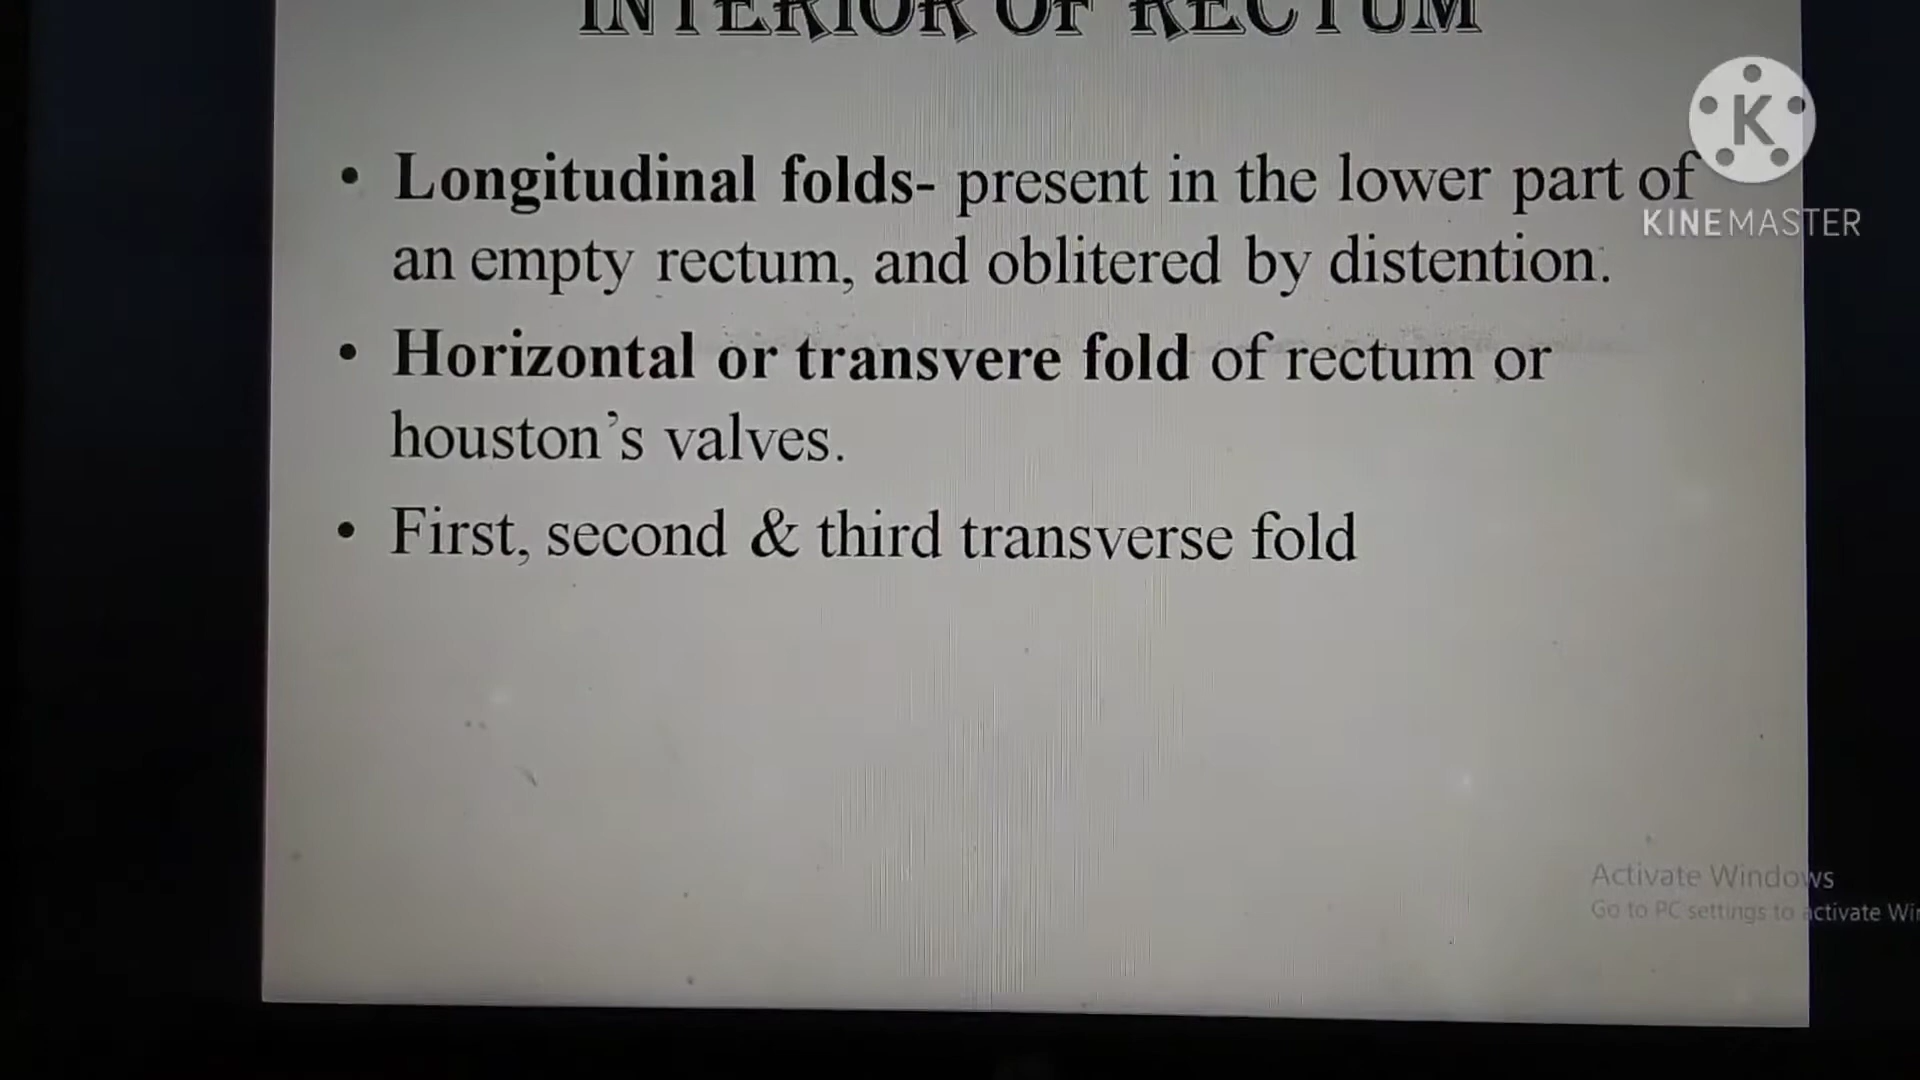 INTERIOR OF RECTUM
K
KINEMASTER
• Longitudinal folds- present in the lower part of
an empty rectum, and oblitered by distention.
• Horizontal or transvere fold of rectum or
houston’s valves.
• First, second & third transverse fold
Activate Windows
Go to PC settings to activate Win